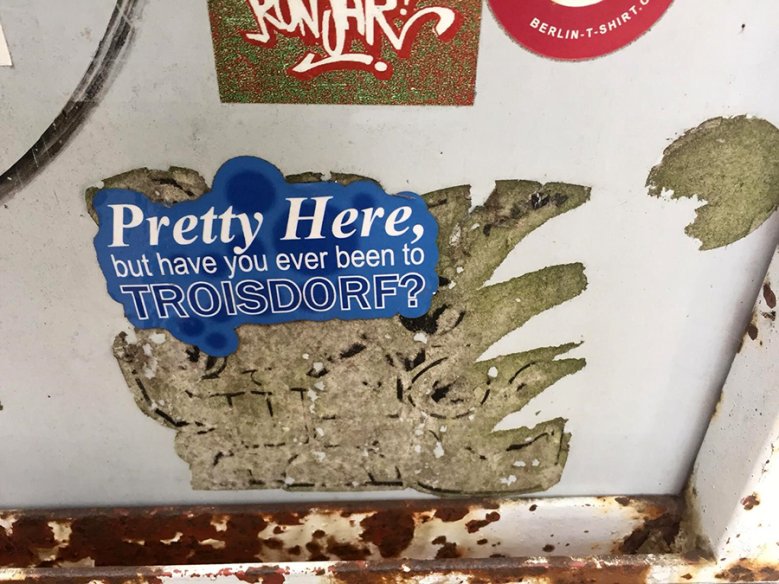 BERLIN-T-SHIRT.
Pretty Here,
but have you ever been to
TROISDORF?